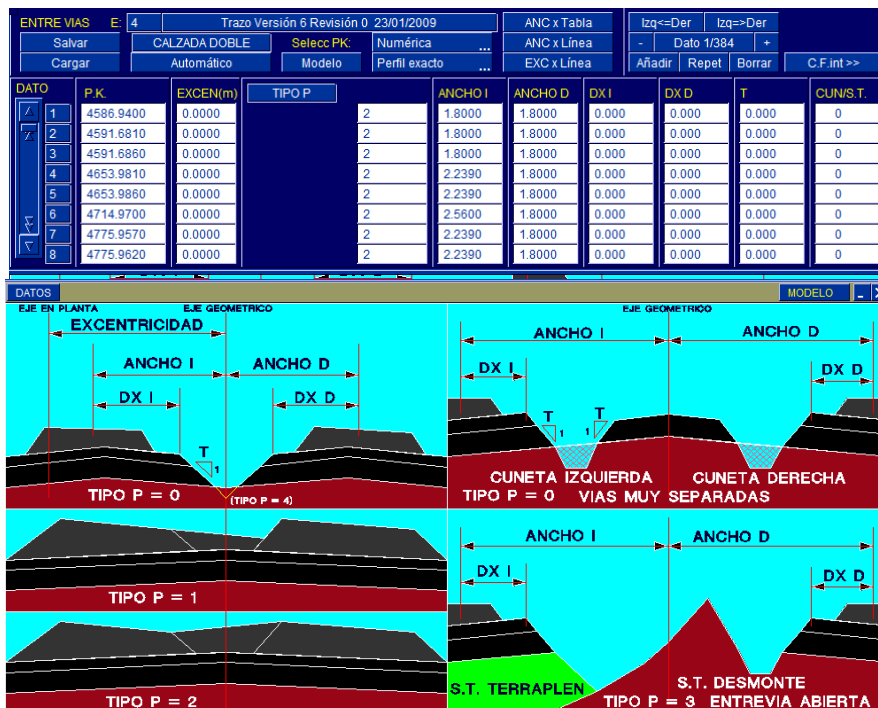 ENTRE VIAS E: 4 Trazo Versión 6 Revisión 0 23/01/2009 ANC x Tabla Izq<=Der Izq=>Der
Salvar CALZADA DOBLE Selecc PK: Numérica ... ANC x Línea - Dato 1/384 +
Cargar Automático Modelo Perfil exacto ... EXC x Línea Añadir Repet Borrar C.F.int >>
DATO P.K. EXCEN(m) TIPO P ANCHO I ANCHO D DX I DX D T CUN/S.T.
1 4586.9400 0.0000 2 1.8000 1.8000 0.000 0.000 0.000 0
2 4591.6810 0.0000 2 1.8000 1.8000 0.000 0.000 0.000 0
3 4591.6860 0.0000 2 1.8000 1.8000 0.000 0.000 0.000 0
4 4653.9810 0.0000 2 2.2390 1.8000 0.000 0.000 0.000 0
5 4653.9860 0.0000 2 2.2390 1.8000 0.000 0.000 0.000 0
6 4714.9700 0.0000 2 2.5600 1.8000 0.000 0.000 0.000 0
7 4775.9570 0.0000 2 2.2390 1.8000 0.000 0.000 0.000 0
8 4775.9620 0.0000 2 2.2390 1.8000 0.000 0.000 0.000 0
DATOS MODELO
EJE EN PLANTA EJE GEOMETRICO
EXCENTRICIDAD
ANCHO I ANCHO D
DX I DX D
T
1
TIPO P = 0 (TIPO P = 4)
EJE GEOMETRICO
ANCHO I ANCHO D
DX I DX D
T T
1 1
CUNETA IZQUIERDA CUNETA DERECHA
TIPO P = 0 VIAS MUY SEPARADAS
TIPO P = 1
TIPO P = 2
ANCHO I ANCHO D
DX I DX D
S.T. TERRAPLEN S.T. DESMONTE
TIPO P = 3 ENTREVIA ABIERTA